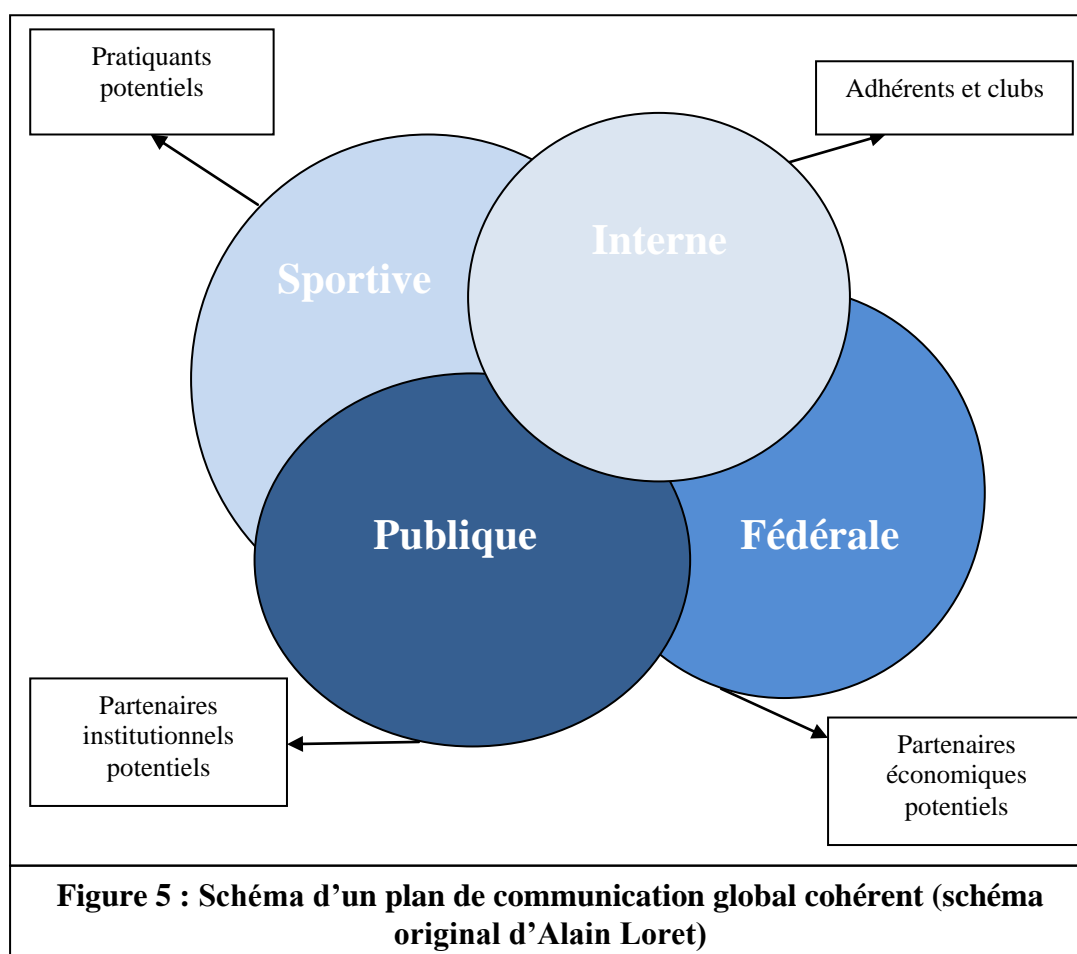 Pratiquants
potentiels
Adhérents et clubs
Interne
Sportive
Publique
Fédérale
Partenaires
institutionnels
potentiels
Partenaires
économiques
potentiels
Figure 5 : Schéma d’un plan de communication global cohérent (schéma
original d’Alain Loret)